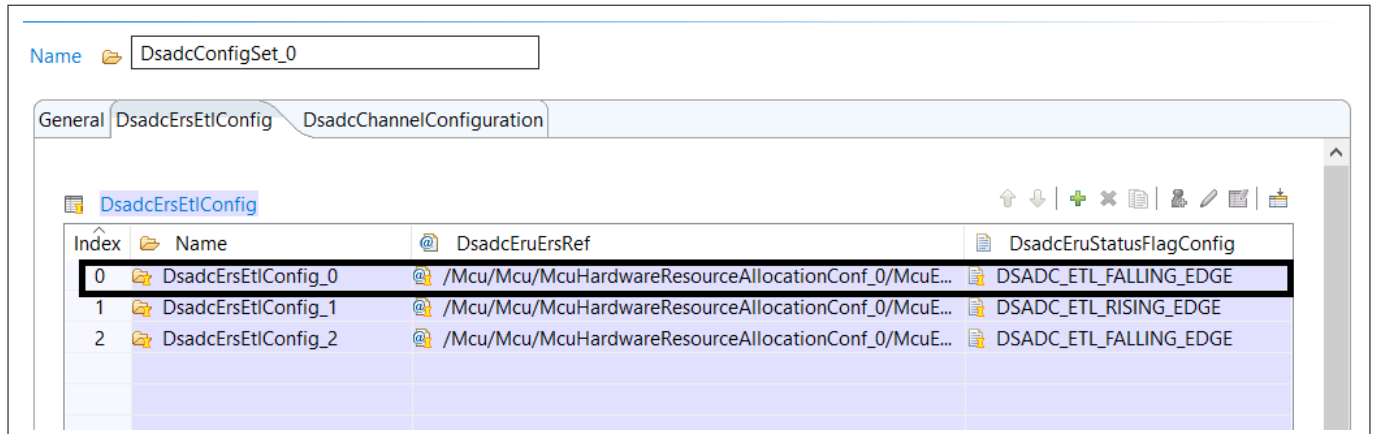 Name DsadcConfigSet_0
General DsadcErsEtlConfig DsadcChannelConfiguration
DsadcErsEtlConfig
Index Name DsadcEruErsRef DsadcEruStatusFlagConfig
0 DsadcErsEtlConfig_0 /Mcu/Mcu/McuHardwareResourceAllocationConf_0/McuE... DSADC_ETL_FALLING_EDGE
1 DsadcErsEtlConfig_1 /Mcu/Mcu/McuHardwareResourceAllocationConf_0/McuE... DSADC_ETL_RISING_EDGE
2 DsadcErsEtlConfig_2 /Mcu/Mcu/McuHardwareResourceAllocationConf_0/McuE... DSADC_ETL_FALLING_EDGE